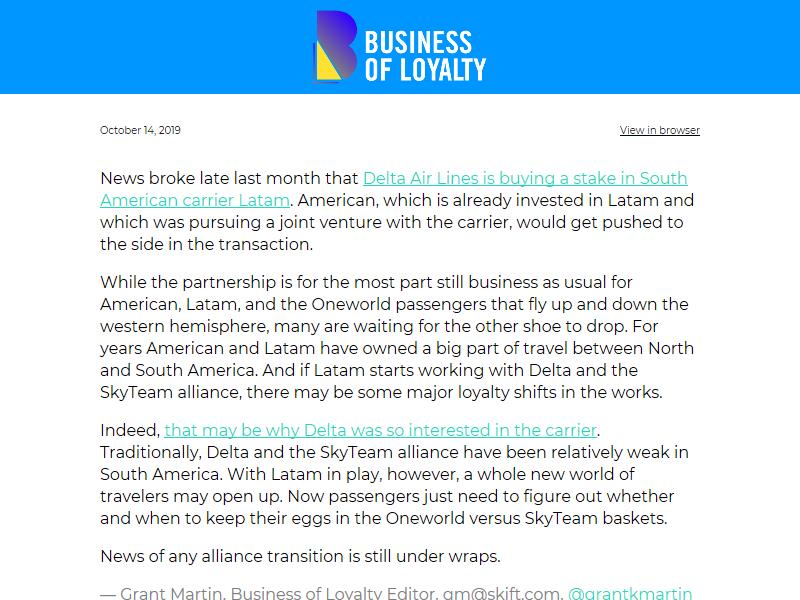 BUSINESS
OF LOYALTY
October 14, 2019
View in browser
News broke late last month that Delta Air Lines is buying a stake in South
American carrier Latam. American, which is already invested in Latam and
which was pursuing a joint venture with the carrier, would get pushed to
the side in the transaction.
While the partnership is for the most part still business as usual for
American, Latam, and the Oneworld passengers that fly up and down the
western hemisphere, many are waiting for the other shoe to drop. For
years American and Latam have owned a big part of travel between North
and South America. And if Latam starts working with Delta and the
SkyTeam alliance, there may be some major loyalty shifts in the works.
Indeed, that may be why Delta was so interested in the carrier.
Traditionally, Delta and the SkyTeam alliance have been relatively weak in
South America. With Latam in play, however, a whole new world of
travelers may open up. Now passengers just need to figure out whether
and when to keep their eggs in the Oneworld versus SkyTeam baskets.
News of any alliance transition is still under wraps.
— Grant Martin, Business of Loyalty Editor, gm@skift.com, @grantkmartin